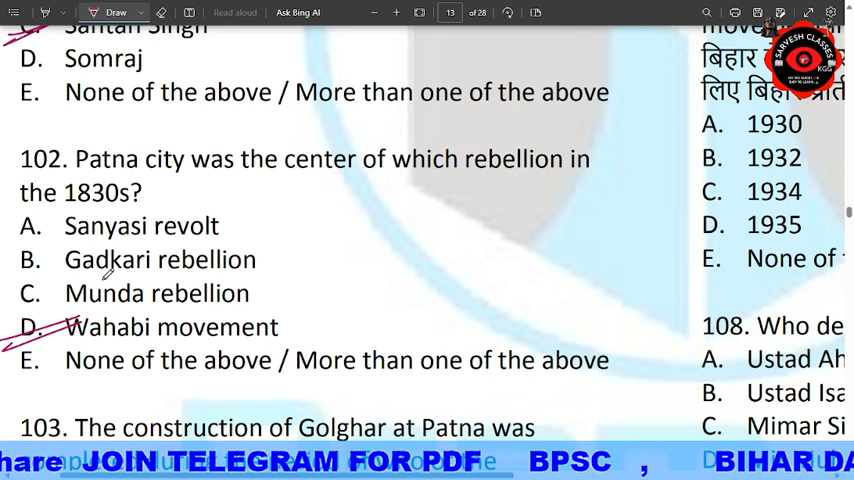 Draw
Read aloud
Ask Bing AI
13 of 28
Santan Singh
D. Somraj
E. None of the above / More than one of the above
102. Patna city was the center of which rebellion in
the 1830s?
A. Sanyasi revolt
B. Gadkari rebellion
C. Munda rebellion
D. Wahabi movement
E. None of the above / More than one of the above
103. The construction of Golghar at Patna was
बिहार
लिए बिहार
A. 1930
B. 1932
C. 1934
D. 1935
E. None of
108. Who de
A. Ustad Ah
B. Ustad Isa
C. Mimar Si
D.
SARVESH CLASSES
KGG
hare JOIN TELEGRAM FOR PDF BPSC , BIHAR DA